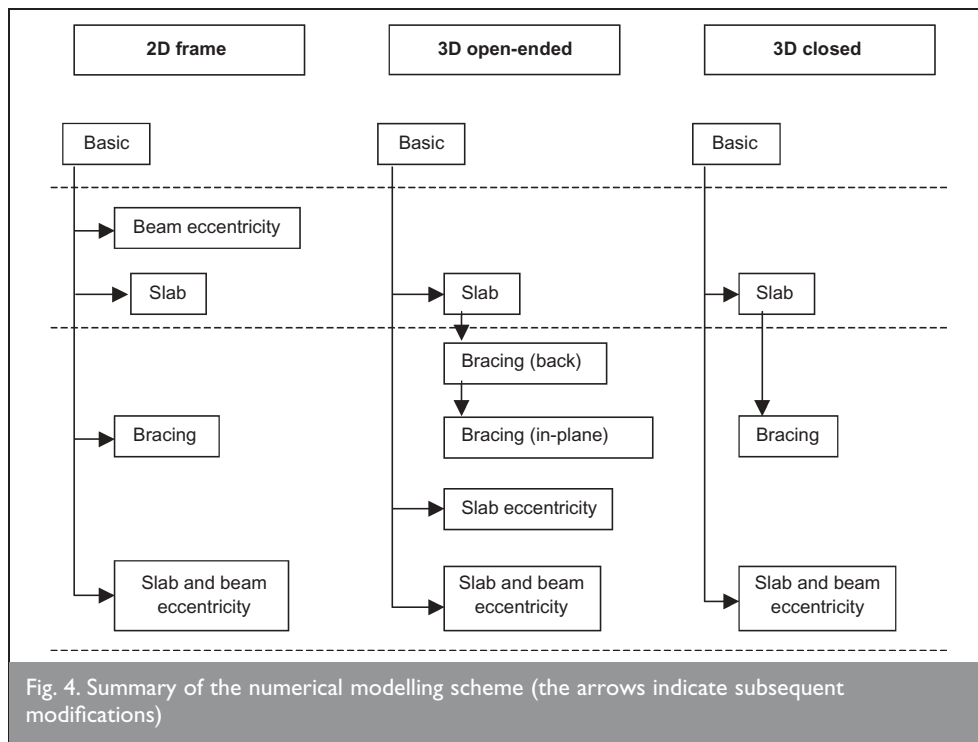 2D frame
3D open-ended
3D closed
Basic
Basic
Basic
Beam eccentricity
Slab
Slab
Slab
Bracing (back)
Bracing
Bracing (in-plane)
Bracing
Slab eccentricity
Slab and beam
eccentricity
Slab and beam
eccentricity
Slab and beam
eccentricity
Fig. 4. Summary of the numerical modelling scheme (the arrows indicate subsequent
modifications)